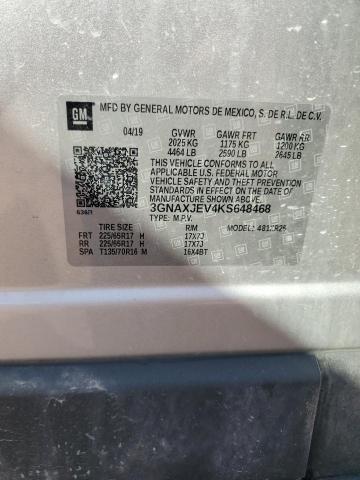 GM
MFD BY GENERAL MOTORS DE MEXICO, S. DE R.L. DE C.V.
04/19 GVWR GAWR FRT GAWR RR
2025 KG 1175 KG 1200 KG
4464 LB 2590 LB 2645 LB
THIS VEHICLE CONFORMS TO ALL
APPLICABLE U.S. FEDERAL MOTOR
VEHICLE SAFETY AND THEFT PREVENTION
STANDARDS IN EFFECT ON THE DATE OF
MANUFACTURE SHOWN ABOVE.
3GNAXJEV4KS648468
TYPE: M.P.V. MODEL:
TIRE SIZE RIM
FRT 225/65R17 H 17X7J
RR 225/65R17 H 17X7J
SPA T135/70R16 M 16X4BT